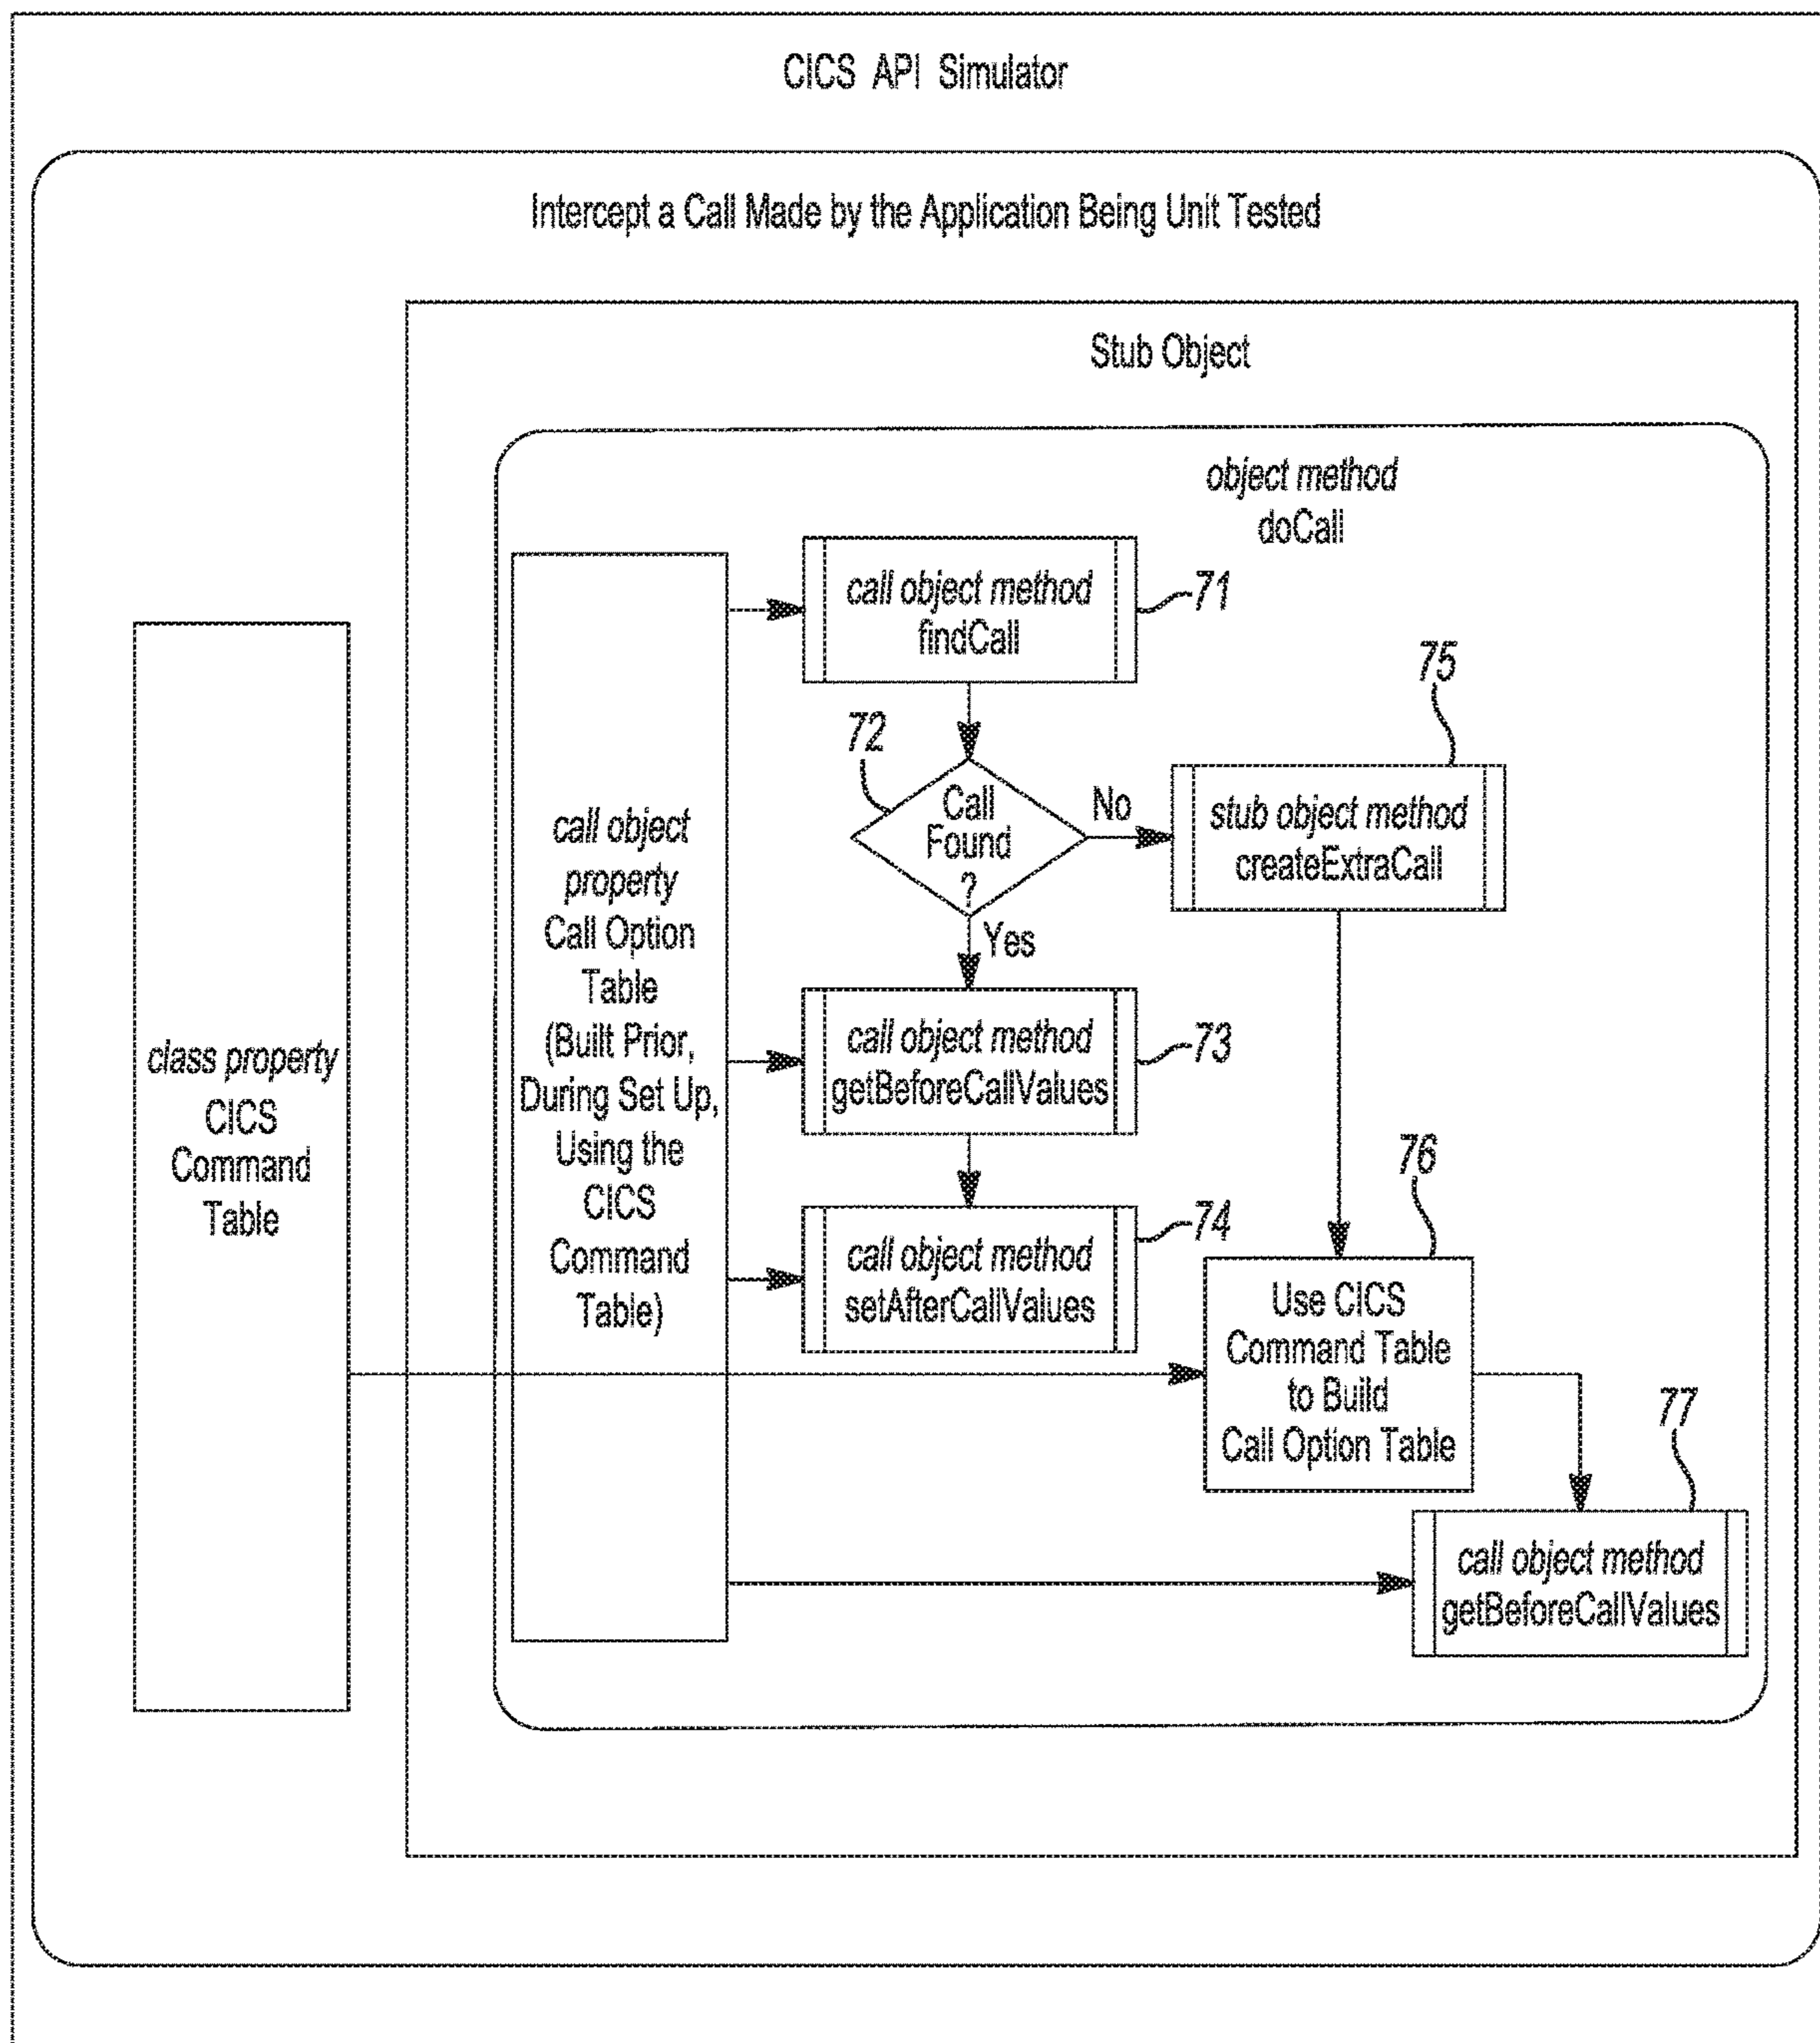 CICS API Simulator
Intercept a Call Made by the Application Being Unit Tested
Stub Object
object method
doCall
call object method
findCall
71
75
72
Call
Found
?
No
Yes
stub object method
createExtraCall
class property
CICS
Command
Table
call object
property
Call Option
Table
(Built Prior,
During Set Up,
Using the
CICS
Command
Table)
call object method
getBeforeCallValues
73
76
call object method
setAfterCallValues
74
Use CICS
Command Table
to Build
Call Option Table
77
call object method
getBeforeCallValues